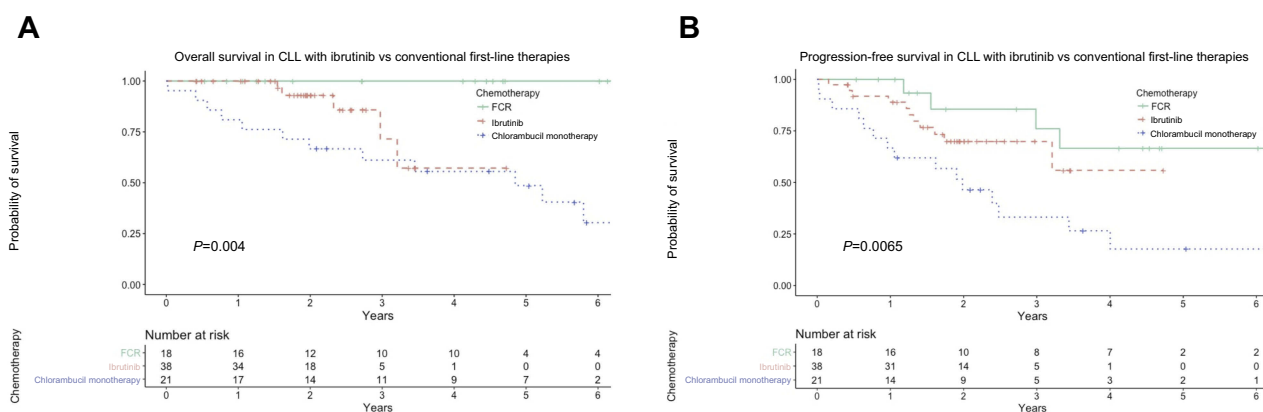 A
Overall survival in CLL with ibrutinib vs conventional first-line therapies
Probability of survival
1.00
0.75
0.50
0.25
0.00
Chemotherapy
FCR
Ibrutinib
Chlorambucil monotherapy
P=0.004
0 1 2 3 4 5 6
Years
Number at risk
Chemotherapy
FCR 18 16 12 10 10 4 4
Ibrutinib 38 34 18 5 1 0 0
Chlorambucil monotherapy 21 17 14 11 9 7 2
0 1 2 3 4 5 6
Years
B
Progression-free survival in CLL with ibrutinib vs conventional first-line therapies
Probability of survival
1.00
0.75
0.50
0.25
0.00
Chemotherapy
FCR
Ibrutinib
Chlorambucil monotherapy
P=0.0065
0 1 2 3 4 5 6
Years
Number at risk
Chemotherapy
FCR 18 16 10 8 7 2 2
Ibrutinib 38 31 14 5 1 0 0
Chlorambucil monotherapy 21 14 9 5 3 2 1
0 1 2 3 4 5 6
Years